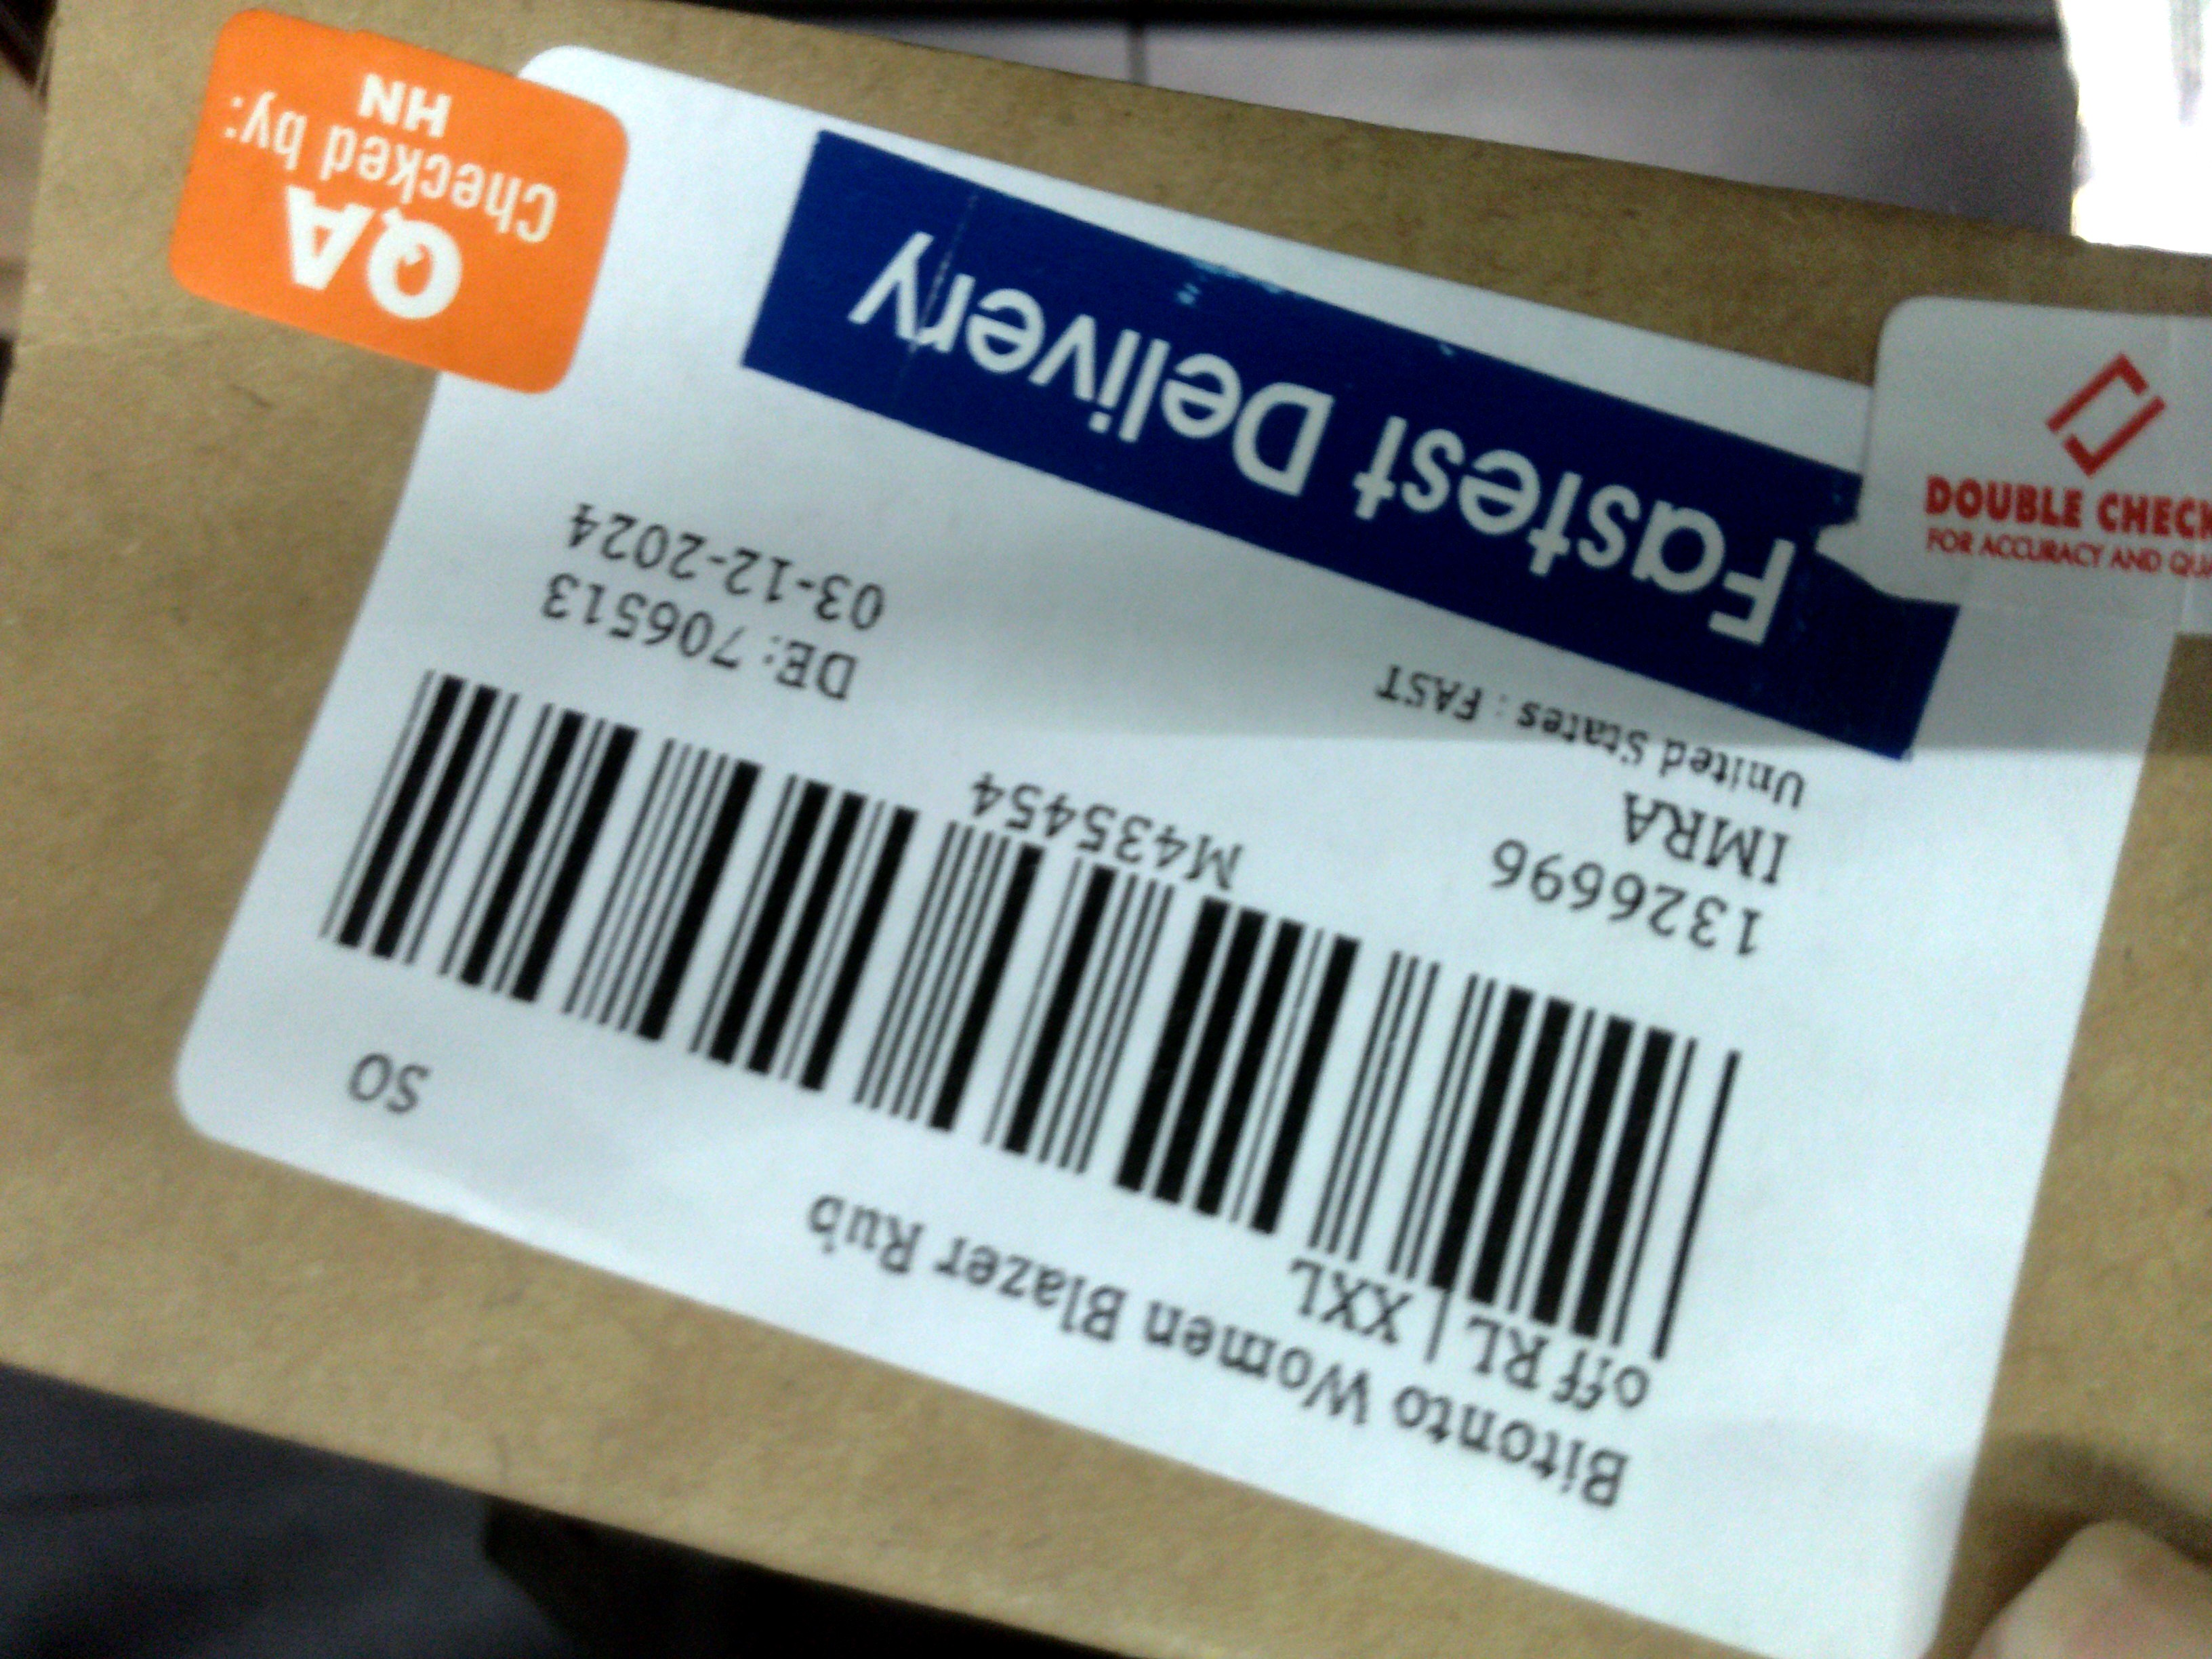 Fastest Delivery
United States : FAST
IMRA
1326696
03-12-2024
DE: 706513
M435454
off RL | XXL
Bitonto Women Blazer Rub
SO
QA
Checked by:
HN
DOUBLE CHECK
FOR ACCURACY AND